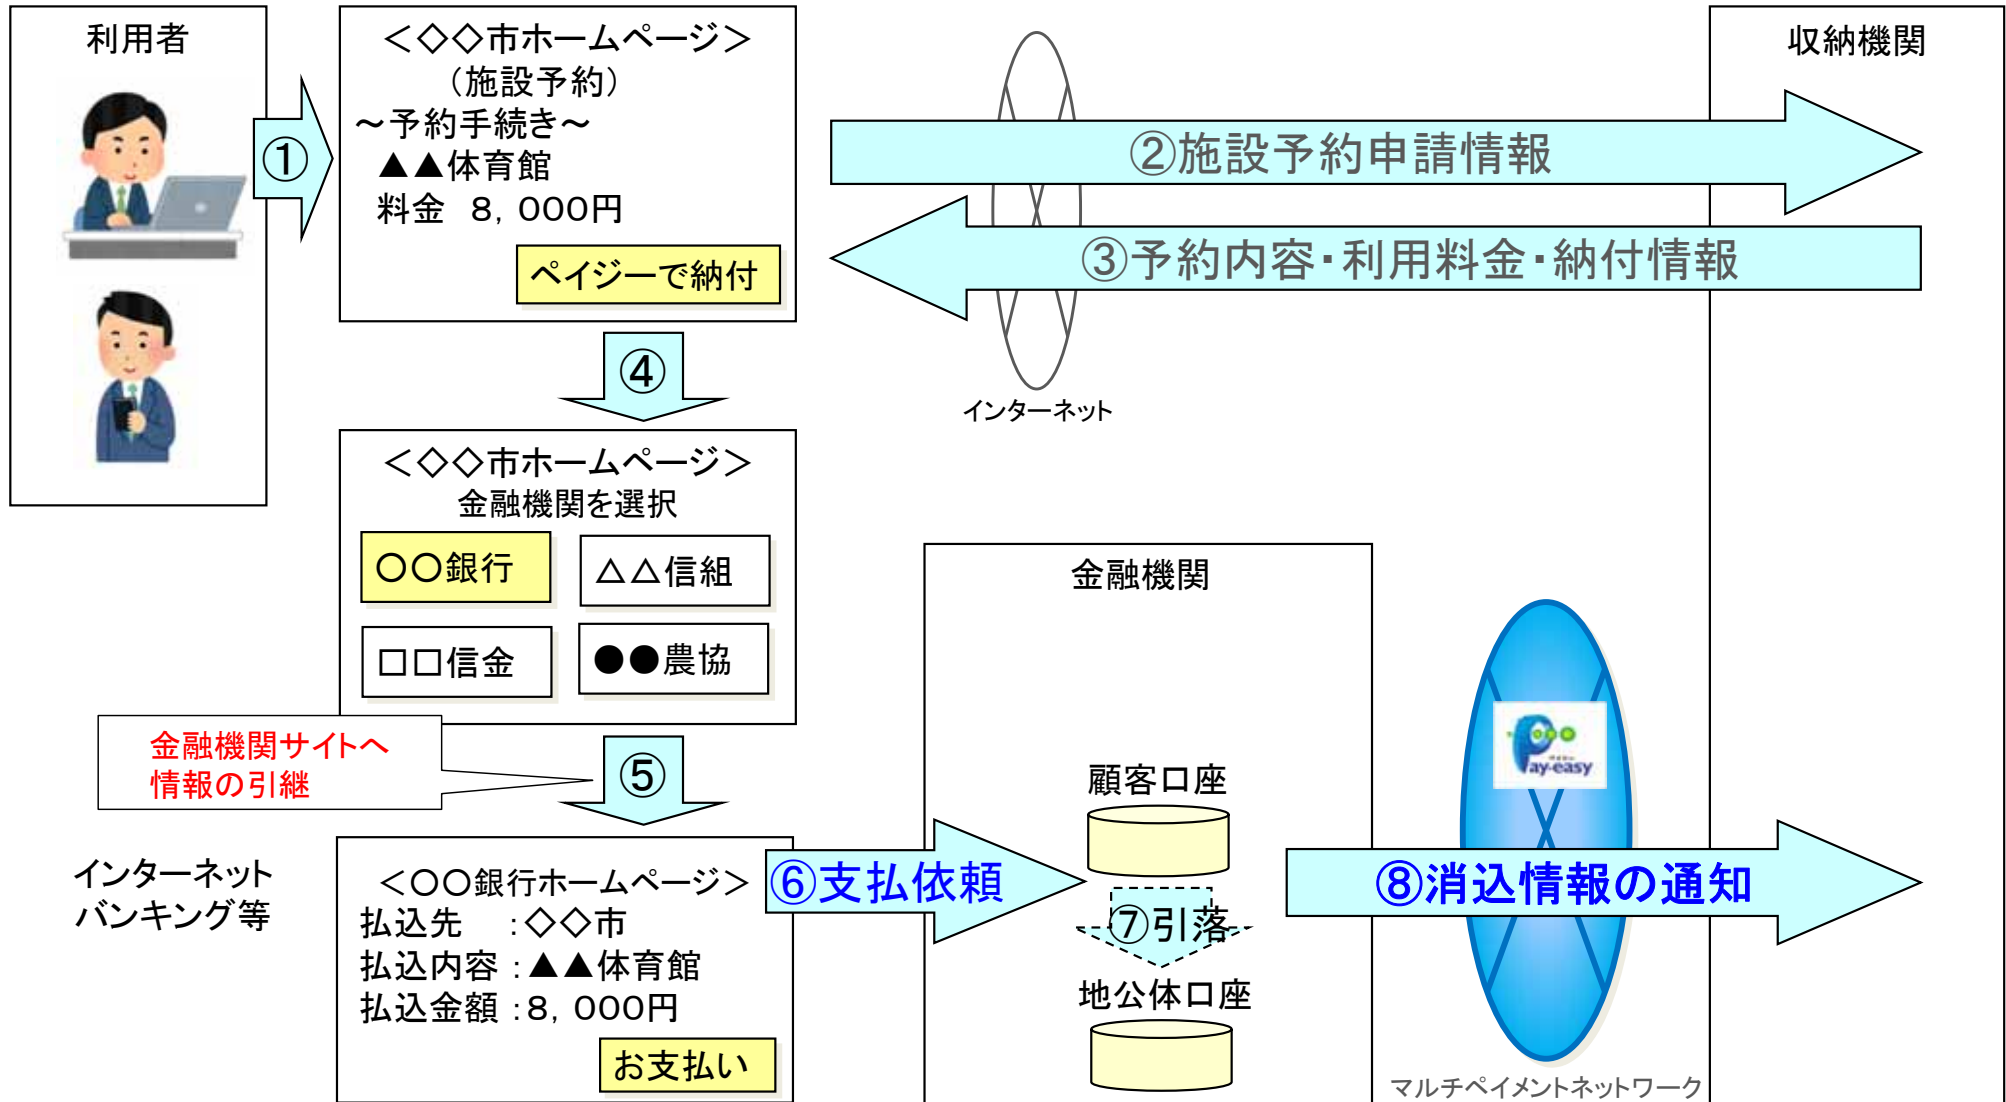 利用者
①
＜◇◇市ホームページ＞
（施設予約）
～予約手続き～
▲▲体育館
料金　８，０００円
ペイジーで納付
②施設予約申請情報
③予約内容・利用料金・納付情報
インターネット
収納機関
④
＜◇◇市ホームページ＞
金融機関を選択
〇〇銀行
△△信組
□□信金
●●農協
金融機関サイトへ
情報の引継
⑤
インターネット
バンキング等
＜〇〇銀行ホームページ＞
払込先　：◇◇市
払込内容：▲▲体育館
払込金額：８，０００円
お支払い
⑥支払依頼
金融機関
顧客口座
⑦引落
地公体口座
ペイジー
Pay-easy
⑧消込情報の通知
マルチペイメントネットワーク